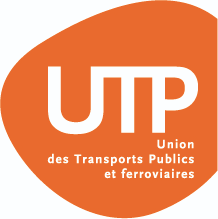 UTP
Union
des Transports Publics
et ferroviaires